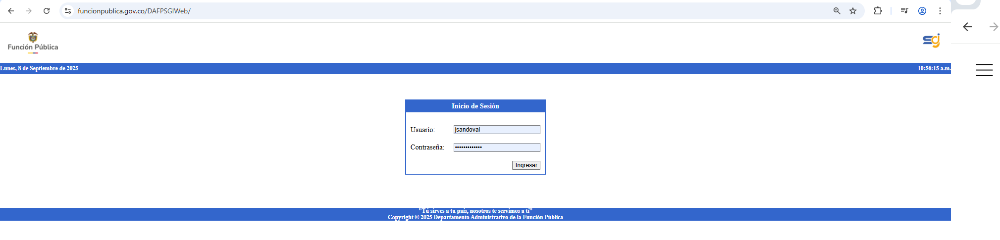 funcionpublica.gov.co/DAFPSGIWeb/
Función Pública
sgi
Lunes, 8 de Septiembre de 2025
10:56:15 a.m.
Inicio de Sesión
Usuario:
jsandoval
Contraseña:
•••••••••••••
Ingresar
"Tú sirves a tu país, nosotros te servimos a tí"
Copyright © 2025 Departamento Administrativo de la Función Pública